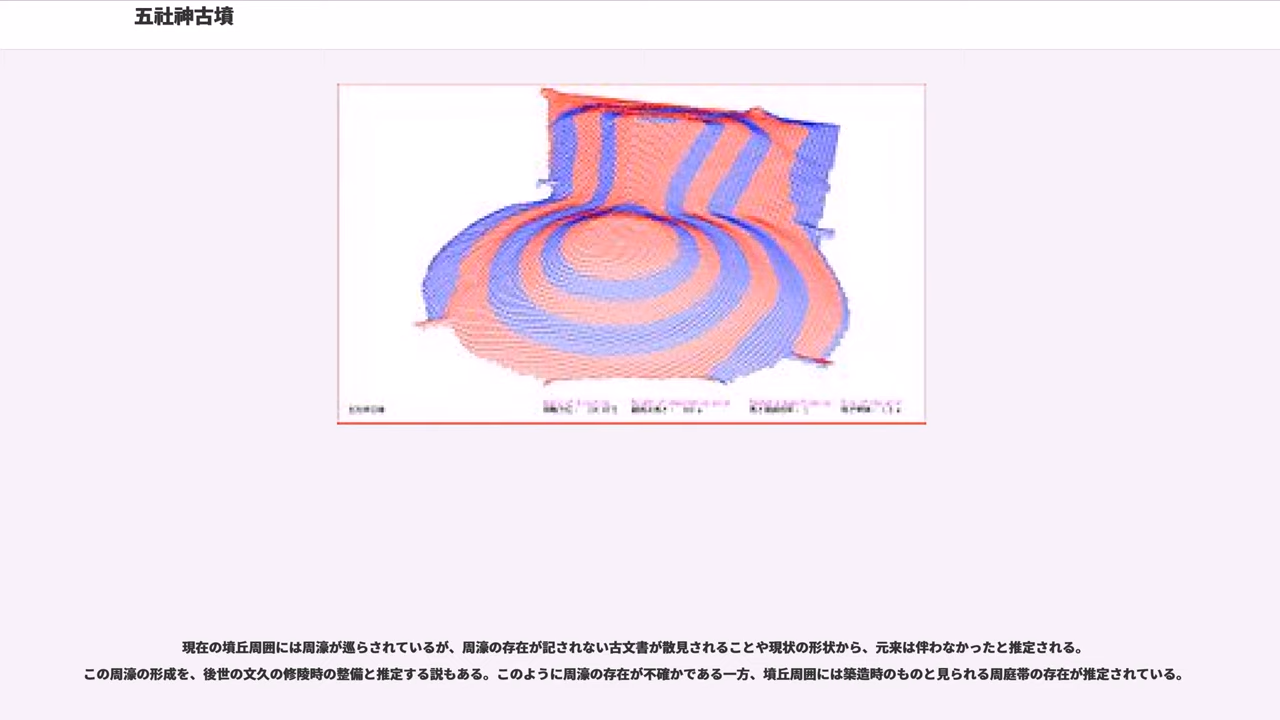 五社神古墳
現在の墳丘周囲には周濠が巡らされているが、周濠の存在が記されない古文書が散見されることや現状の形状から、元来は伴わなかったと推定される。
この周濠の形成を、後世の文久の修陵時の整備と推定する説もある。このように周濠の存在が不確かである一方、墳丘周囲には築造時のものと見られる周庭帯の存在が推定されている。